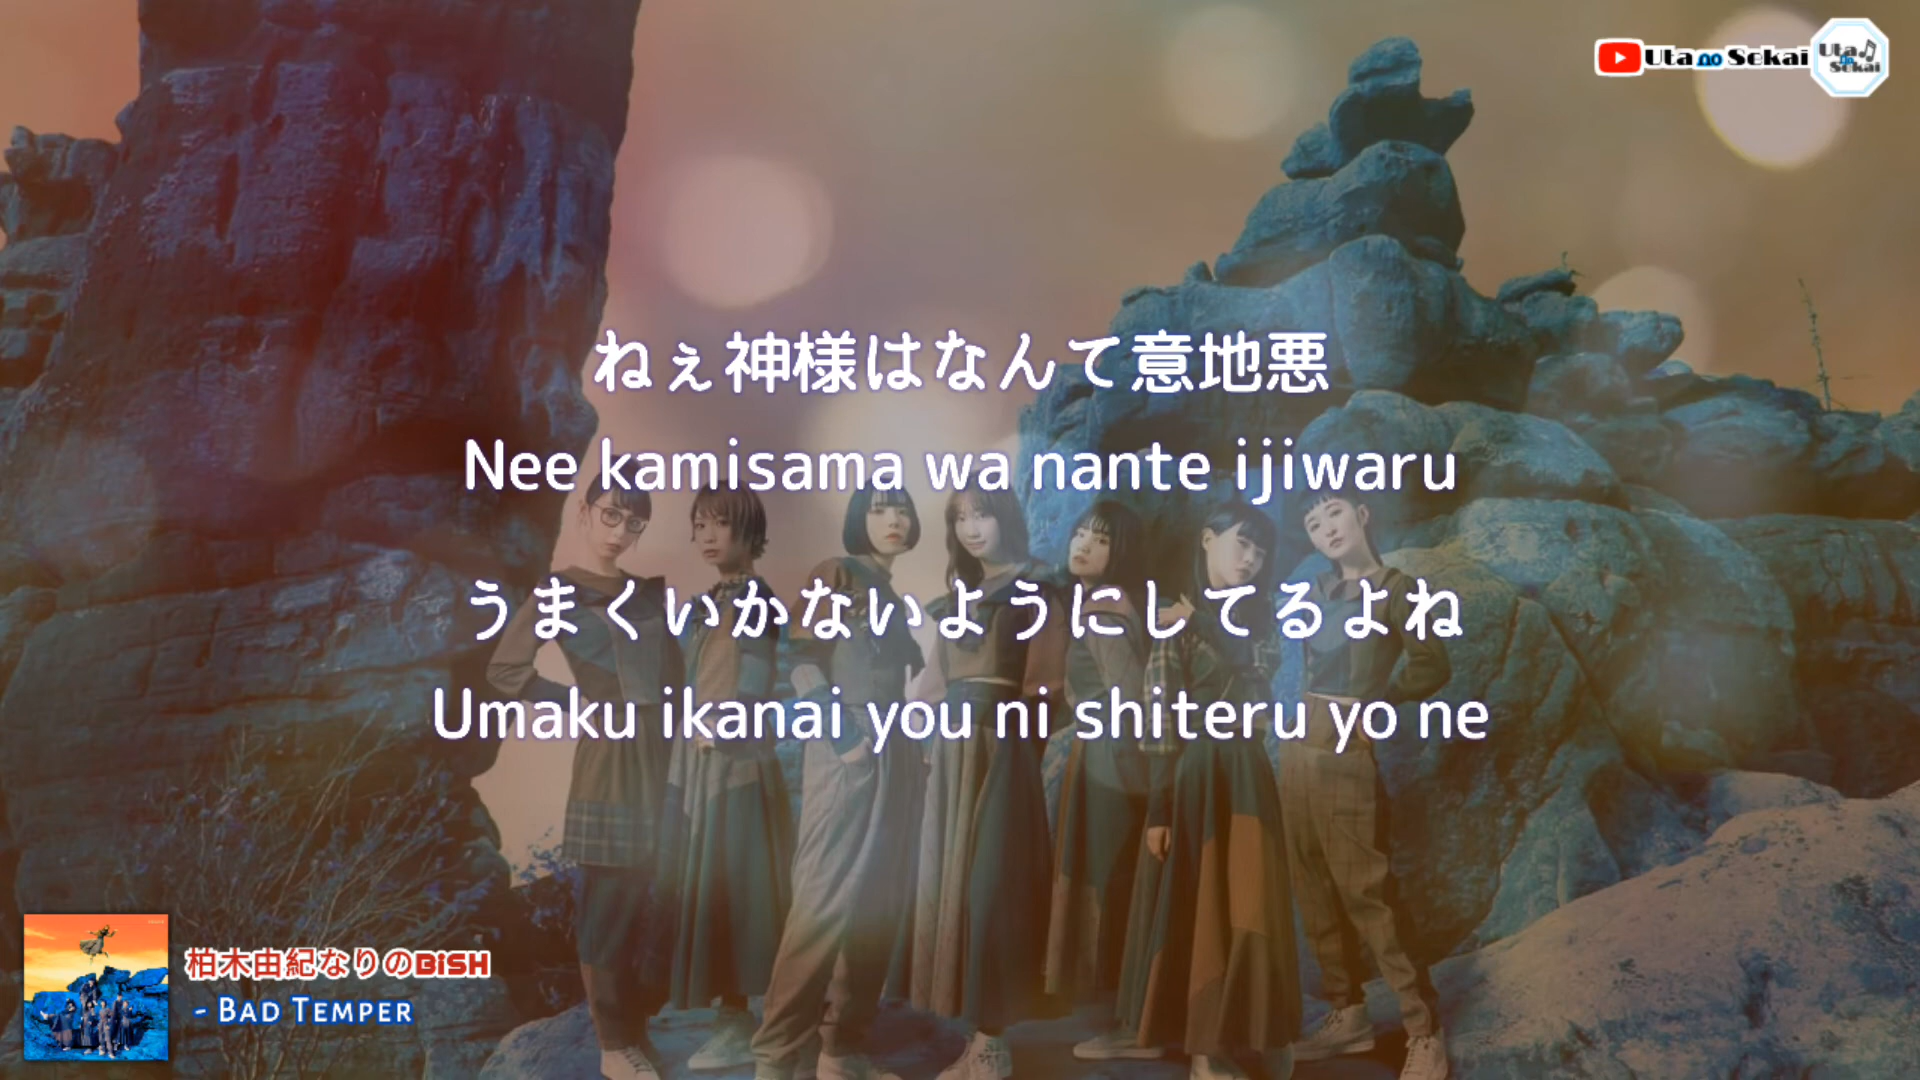 Uta no Sekai
Uta no Sekai
ねぇ神様はなんて意地悪
Nee kamisama wa nante ijiwaru
うまくいかないようにしてるよね
Umaku ikanai you ni shiteru yo ne
柏木由紀なりのBiSH
- Bad Temper